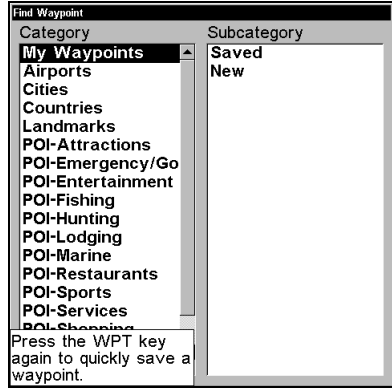 Find Waypoint
Category
Subcategory
My Waypoints
Airports
Cities
Countries
Landmarks
POI-Attractions
POI-Emergency/Go
POI-Entertainment
POI-Fishing
POI-Hunting
POI-Lodging
POI-Marine
POI-Restaurants
POI-Sports
POI-Services
POI-Shopping
Saved
New
Press the WPT key
again to quickly save a
waypoint.